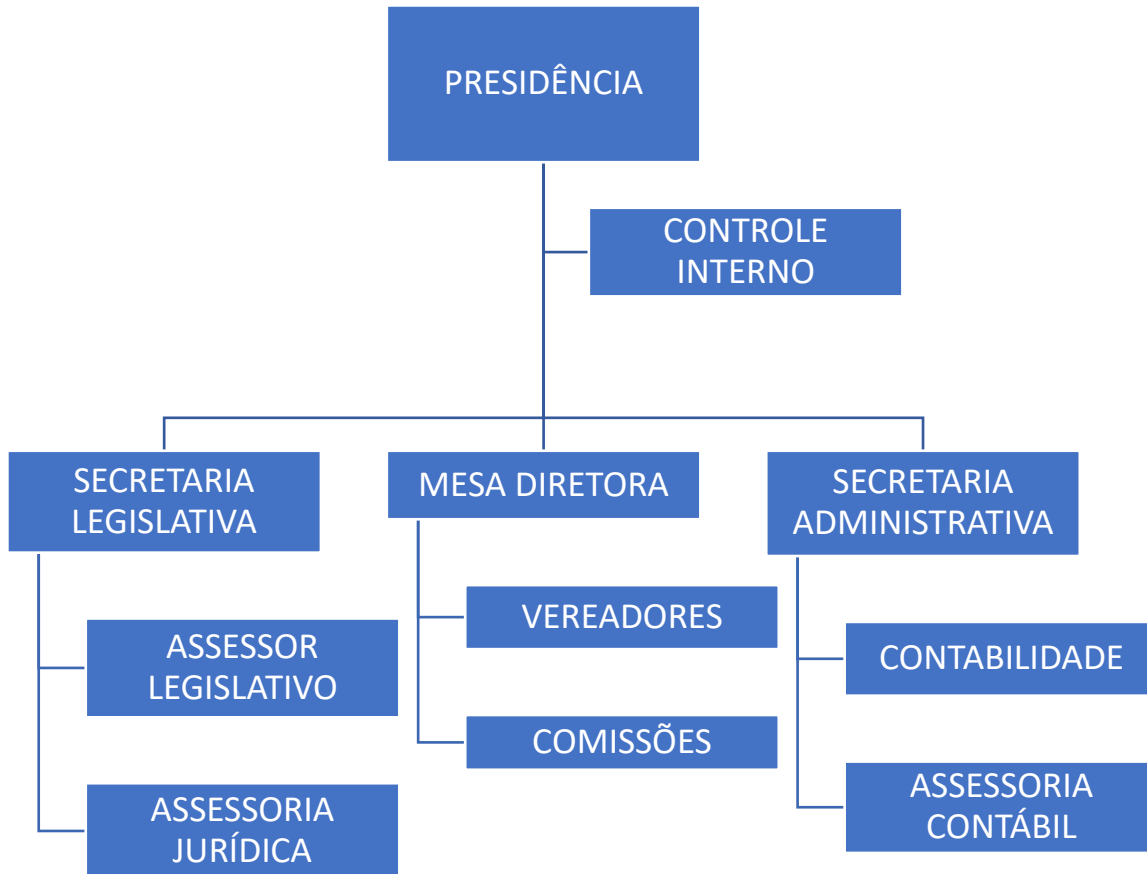 PRESIDÊNCIA
CONTROLE
INTERNO
SECRETARIA
LEGISLATIVA
MESA DIRETORA
SECRETARIA
ADMINISTRATIVA
ASSESSOR
LEGISLATIVO
VEREADORES
CONTABILIDADE
COMISSÕES
ASSESSORIA
JURÍDICA
ASSESSORIA
CONTÁBIL